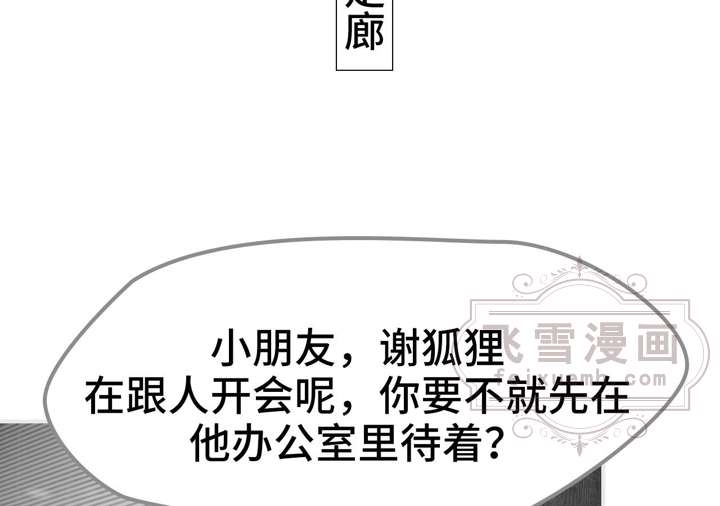 廊
小朋友，谢狐狸
在跟人开会呢，你要不就先在
他办公室里待着？
飞雪漫画
feixuemh.com